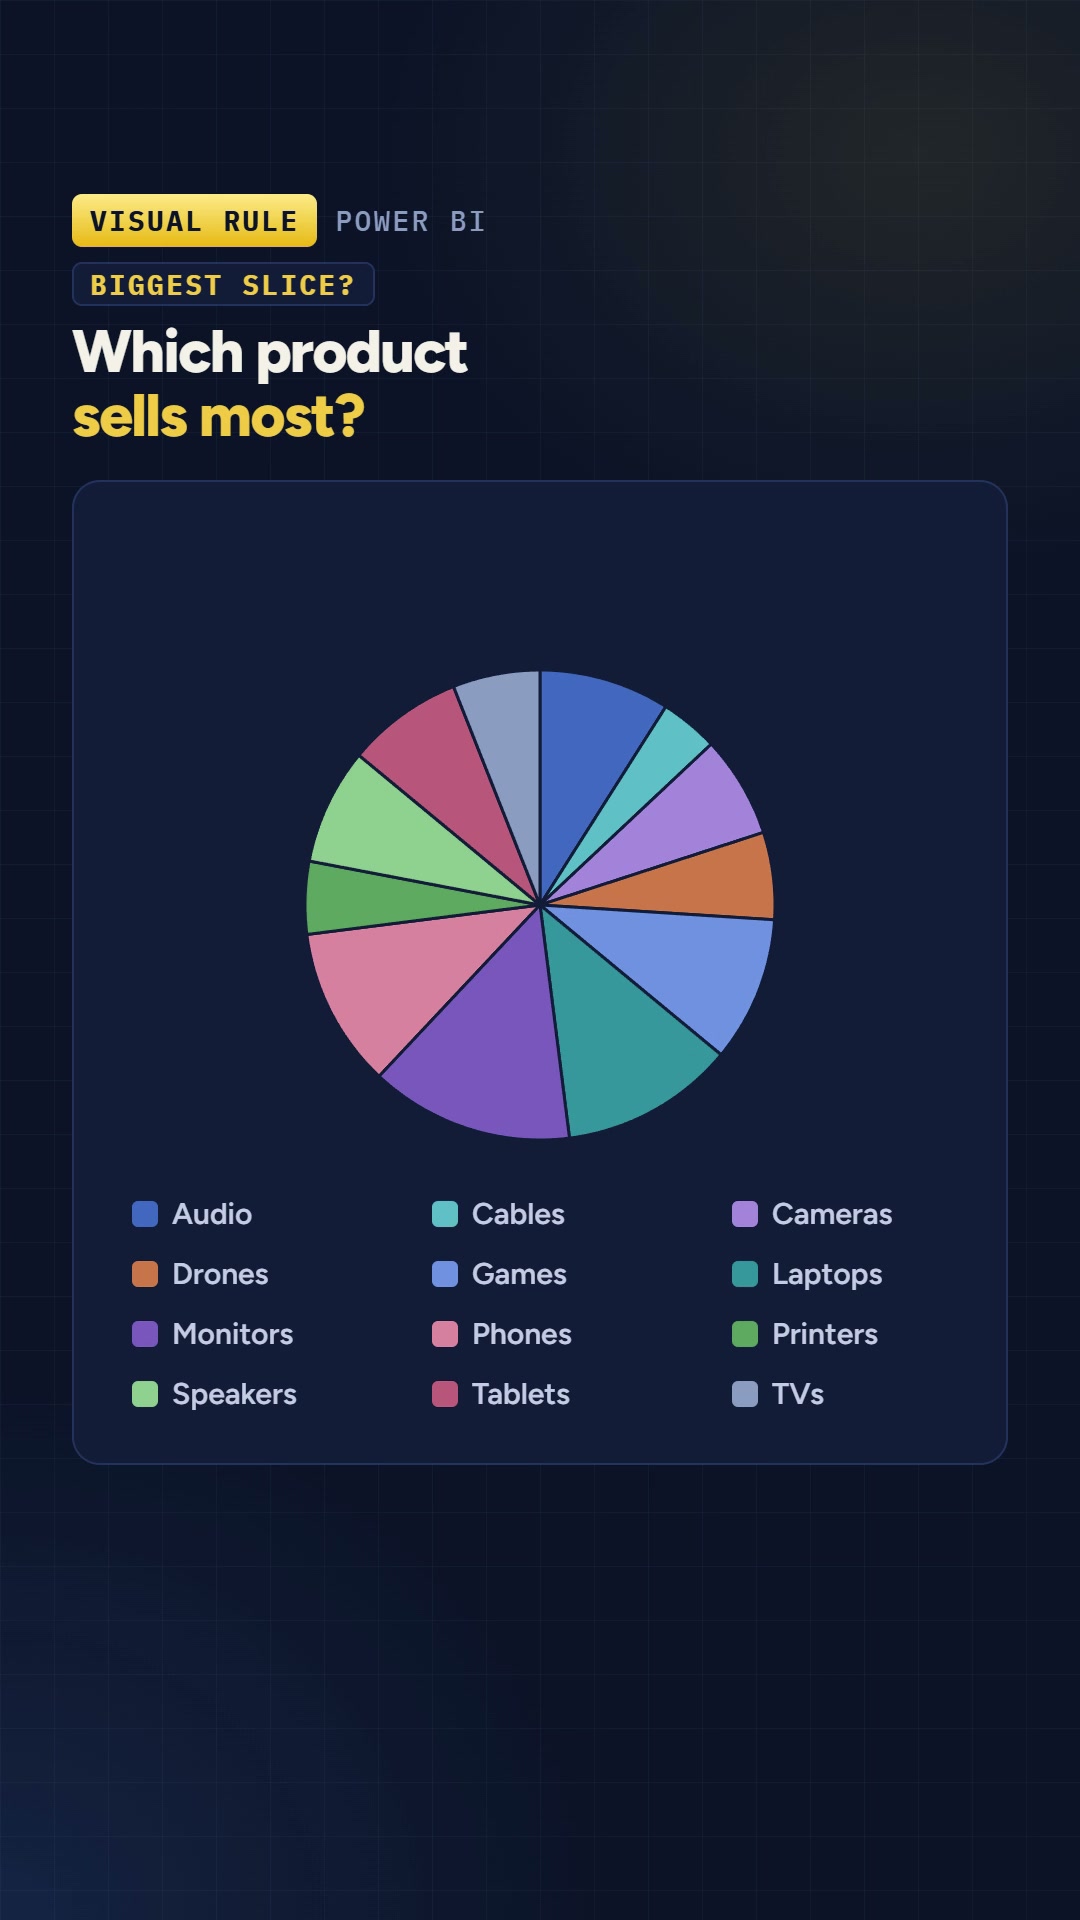 VISUAL RULE POWER BI
BIGGEST SLICE?
Which product
sells most?
Audio Cables Cameras
Drones Games Laptops
Monitors Phones Printers
Speakers Tablets TVs